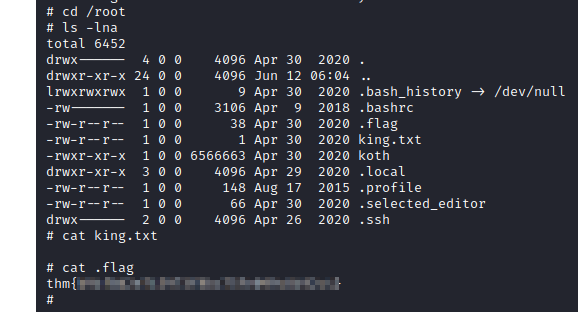 # cd /root
# ls -lna
total 6452
drwx------  4 0 0    4096 Apr 30  2020 .
drwxr-xr-x 24 0 0    4096 Jun 12 06:04 ..
lrwxrwxrwx  1 0 0       9 Apr 30  2020 .bash_history -> /dev/null
-rw-------  1 0 0    3106 Apr  9  2018 .bashrc
-rw-r--r--  1 0 0      38 Apr 30  2020 .flag
-rw-r--r--  1 0 0       1 Apr 30  2020 king.txt
-rwxr-xr-x  1 0 0 6566663 Apr 30  2020 koth
drwxr-xr-x  3 0 0    4096 Apr 29  2020 .local
-rw-r--r--  1 0 0     148 Aug 17  2015 .profile
-rw-r--r--  1 0 0      66 Apr 30  2020 .selected_editor
drwx------  2 0 0    4096 Apr 26  2020 .ssh
# cat king.txt
# cat .flag
thm{
#